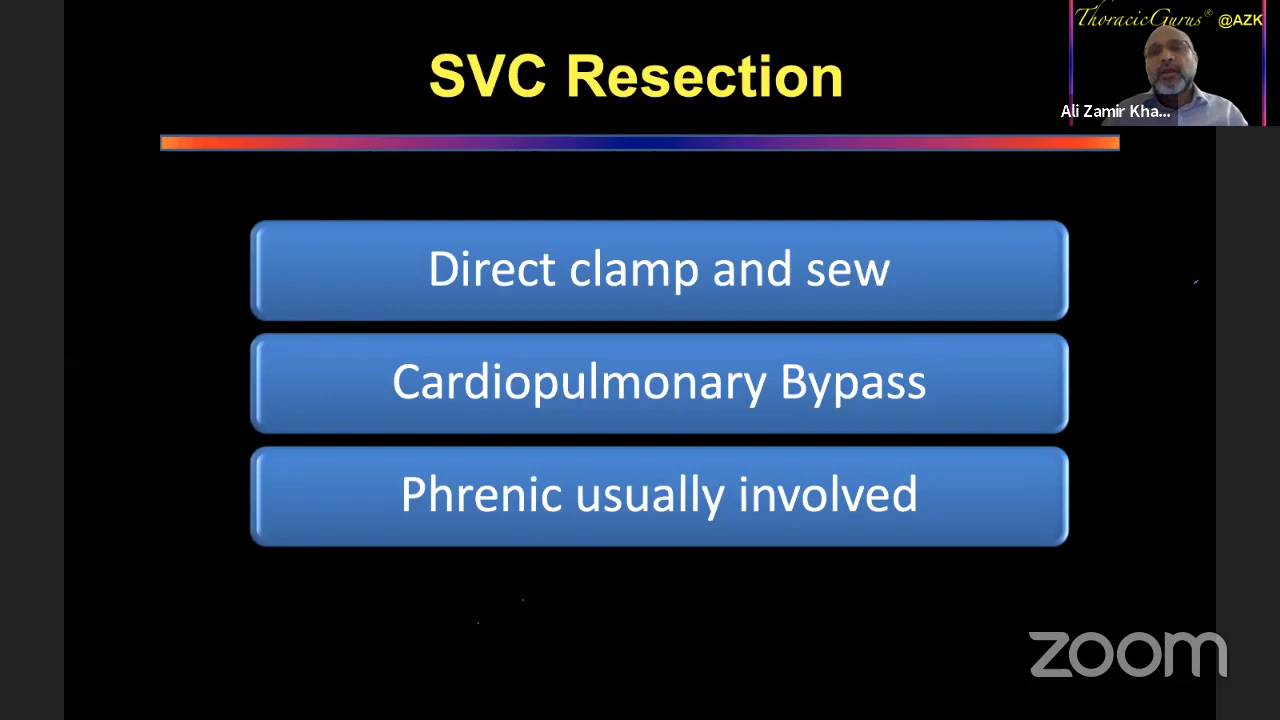 ThoracicGurus® @AZK
SVC Resection
Ali Zamir Kha...
Direct clamp and sew
Cardiopulmonary Bypass
Phrenic usually involved
zoom